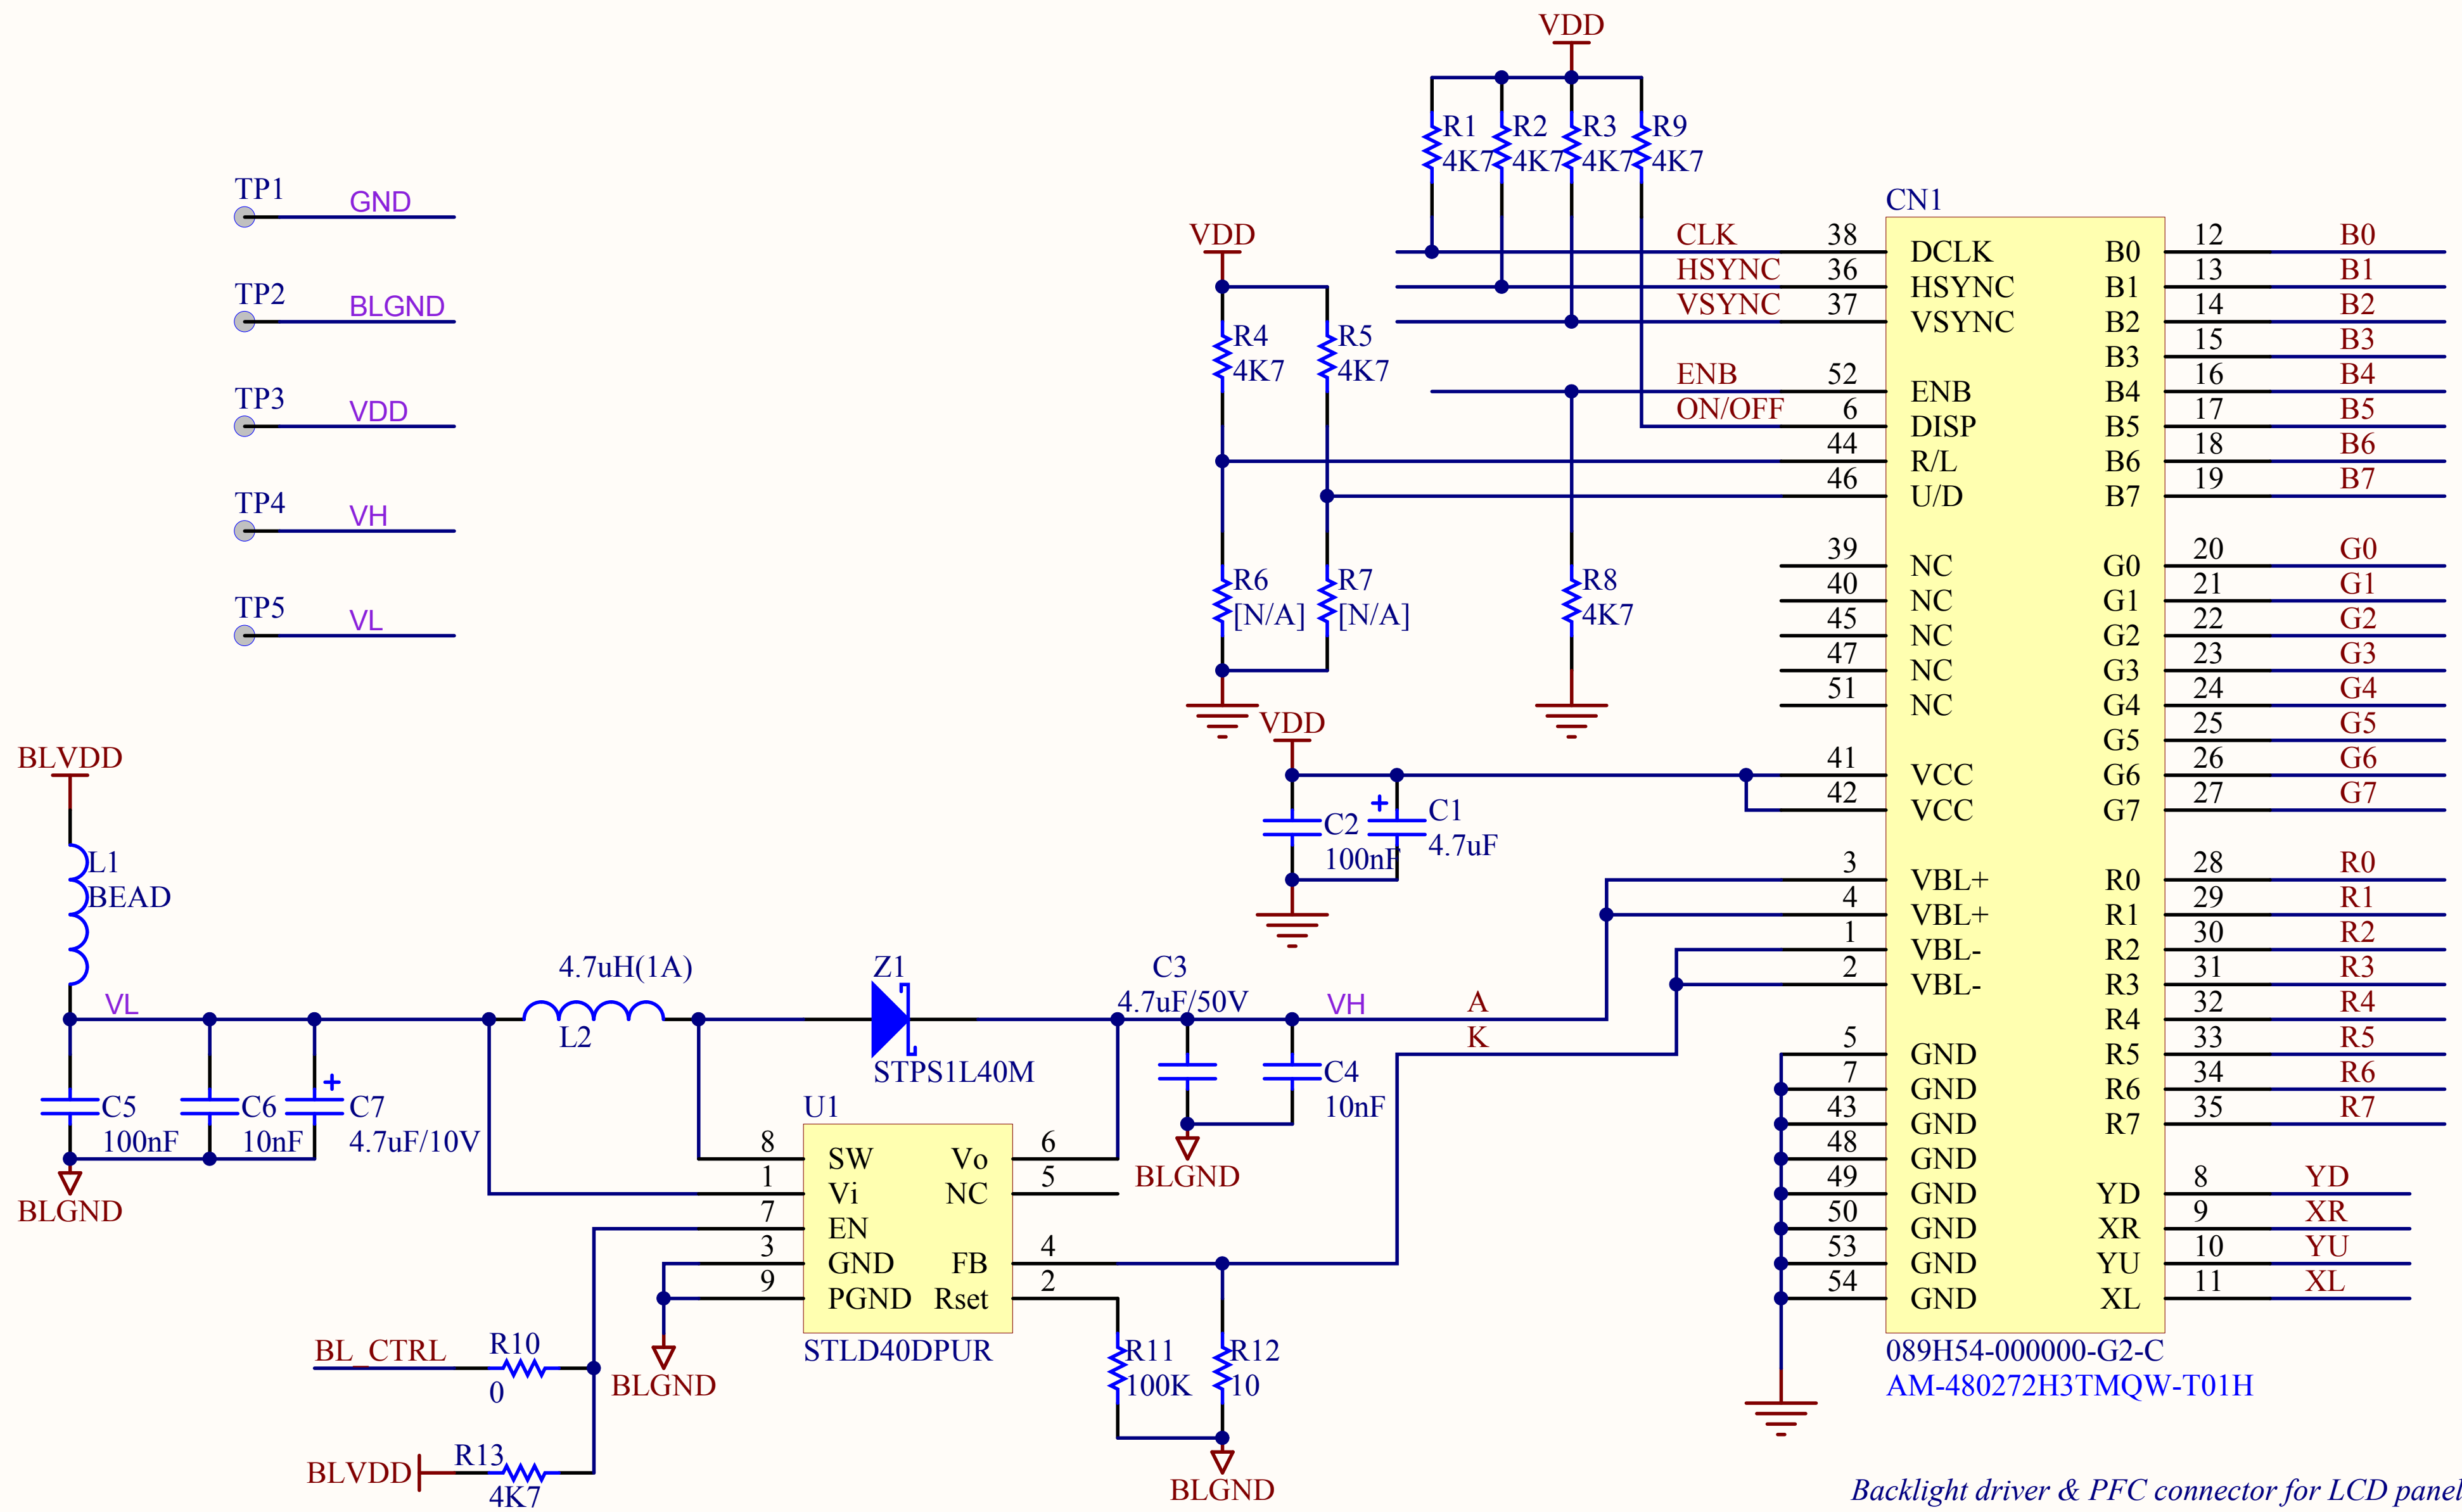 VDD
R1
4K7
R2
4K7
R3
4K7
R9
4K7
TP1
GND
TP2
BLGND
TP3
VDD
TP4
VH
TP5
VL
VDD
R4
4K7
R5
4K7
R6
[N/A]
R7
[N/A]
R8
4K7
CLK
HSYNC
VSYNC
ENB
ON/OFF
VDD
C2
100nF
+
C1
4.7uF
CN1
38 DCLK B0 12 B0
36 HSYNC B1 13 B1
37 VSYNC B2 14 B2
B3 15 B3
52 ENB B4 16 B4
6 DISP B5 17 B5
44 R/L B6 18 B6
46 U/D B7 19 B7
39 NC G0 20 G0
40 NC G1 21 G1
45 NC G2 22 G2
47 NC G3 23 G3
51 NC G4 24 G4
G5 25 G5
41 VCC G6 26 G6
42 VCC G7 27 G7
3 VBL+ R0 28 R0
4 VBL+ R1 29 R1
1 VBL- R2 30 R2
2 VBL- R3 31 R3
R4 32 R4
5 GND R5 33 R5
7 GND R6 34 R6
43 GND R7 35 R7
48 GND
49 GND YD 8 YD
50 GND XR 9 XR
53 GND YU 10 YU
54 GND XL 11 XL
089H54-000000-G2-C
AM-480272H3TMQW-T01H
BLVDD
L1
BEAD
VL
C5
100nF
C6
10nF
+
C7
4.7uF/10V
BLGND
4.7uH(1A)
L2
Z1
STPS1L40M
C3
4.7uF/50V
VH
A
K
C4
10nF
BLGND
U1
8 SW Vo 6
1 Vi NC 5
7 EN
3 GND FB 4
9 PGND Rset 2
STLD40DPUR
BLGND
BL_CTRL
R10
0
BLVDD
R13
4K7
R11
100K
R12
10
BLGND
Backlight driver & PFC connector for LCD panel